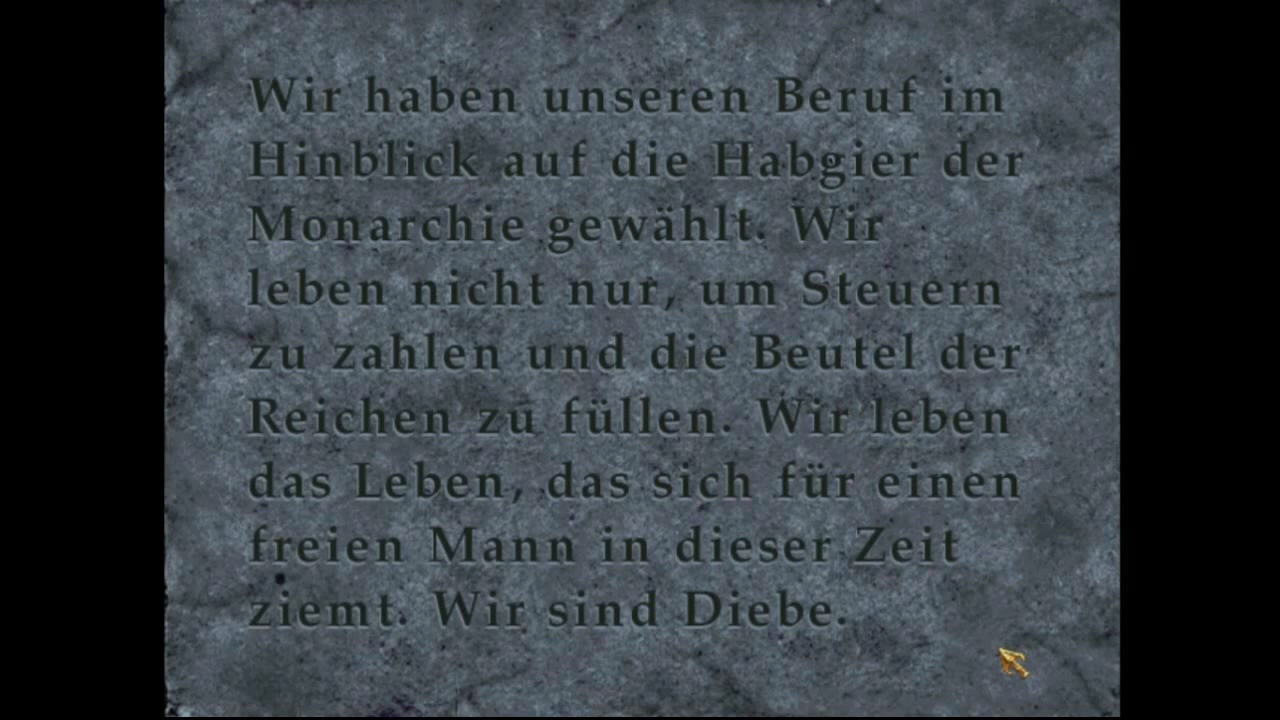 Wir haben unseren Beruf im
Hinblick auf die Habgier der
Monarchie gewählt. Wir
leben nicht nur, um Steuern
zu zahlen und die Beutel der
Reichen zu füllen. Wir leben
das Leben, das sich für einen
freien Mann in dieser Zeit
ziemt. Wir sind Diebe.